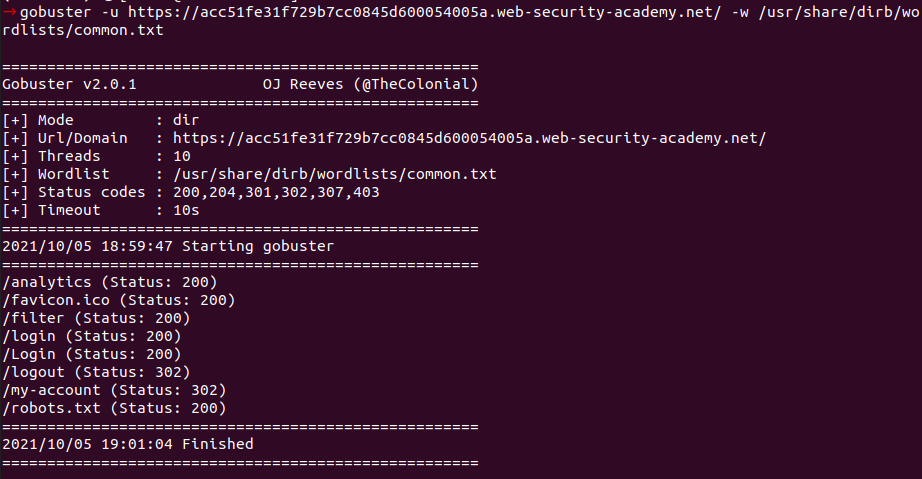 →gobuster -u https://acc51fe31f729b7cc0845d600054005a.web-security-academy.net/ -w /usr/share/dirb/wo
rdlists/common.txt
=====================================================
Gobuster v2.0.1              OJ Reeves (@TheColonial)
=====================================================
[+] Mode         : dir
[+] Url/Domain   : https://acc51fe31f729b7cc0845d600054005a.web-security-academy.net/
[+] Threads      : 10
[+] Wordlist     : /usr/share/dirb/wordlists/common.txt
[+] Status codes : 200,204,301,302,307,403
[+] Timeout      : 10s
=====================================================
2021/10/05 18:59:47 Starting gobuster
=====================================================
/analytics (Status: 200)
/favicon.ico (Status: 200)
/filter (Status: 200)
/login (Status: 200)
/Login (Status: 200)
/logout (Status: 302)
/my-account (Status: 302)
/robots.txt (Status: 200)
=====================================================
2021/10/05 19:01:04 Finished
=====================================================